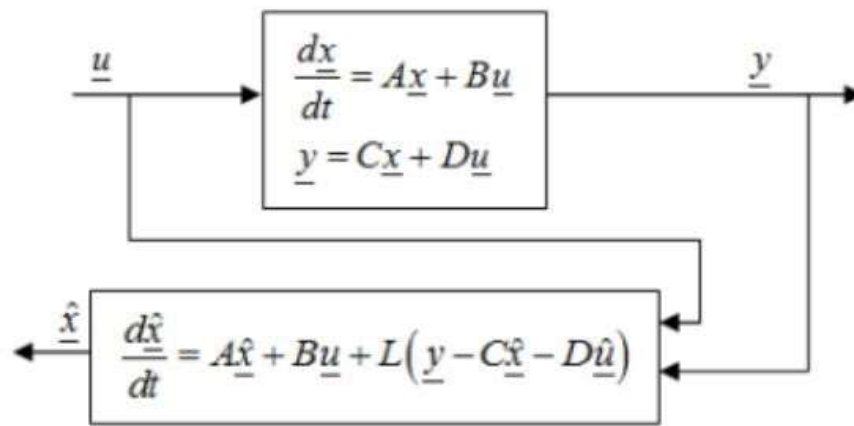 u̲
dx̲/dt = Ax̲ + Bu̲
y̲
y̲ = Cx̲ + Du̲
x̲̂
dx̲̂/dt = Ax̲̂ + Bu̲ + L(y̲ − Cx̲̂ − Dû̲)